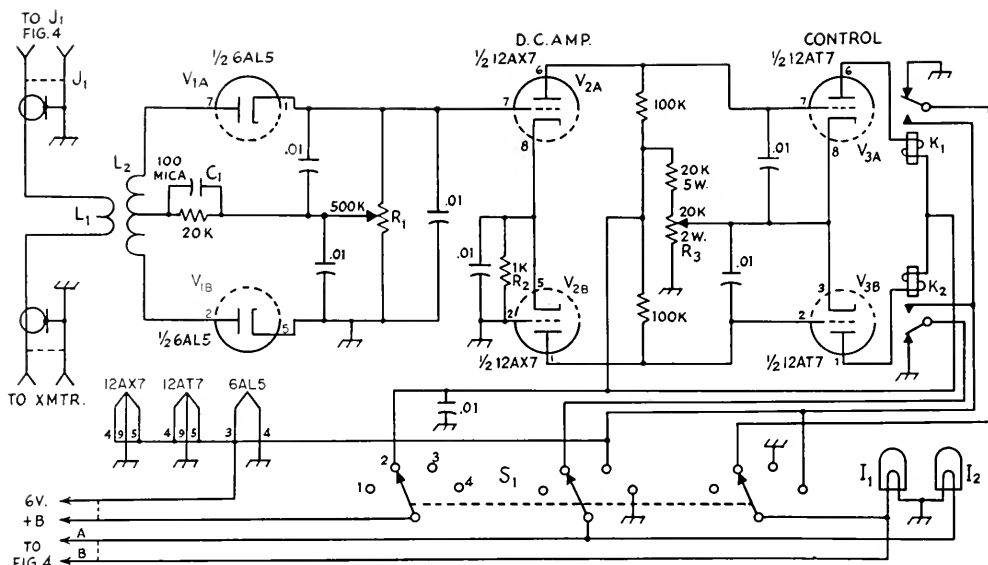 TO J1
FIG.4
J1
L1
L2
100
MICA
C1
20K
½ 6AL5
V1A
7
1
V1B
2
5
½ 6AL5
.01
.01
500K
R1
.01
D.C. AMP.
½ 12AX7
6
V2A
7
8
.01
1K
R2
V2B
5
2
1
½ 12AX7
100K
20K
5W.
20K
2W.
R3
100K
.01
.01
CONTROL
½ 12AT7
6
7
8
V3A
V3B
3
2
1
½ 12AT7
K1
K2
TO XMTR.
12AX7
12AT7
6AL5
4 9 5
4 9 5
3
4
.01
1
2
3
4
S1
I1
I2
6V.
+B
A
TO
FIG.4
B